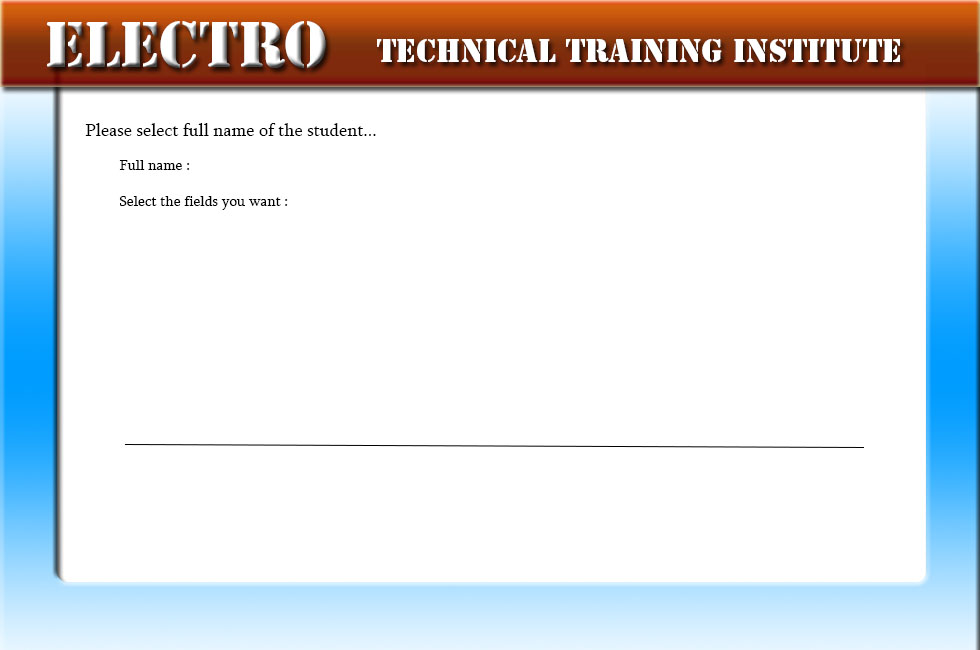 ELECTRO TECHNICAL TRAINING INSTITUTE
Please select full name of the student...
Full name :
Select the fields you want :